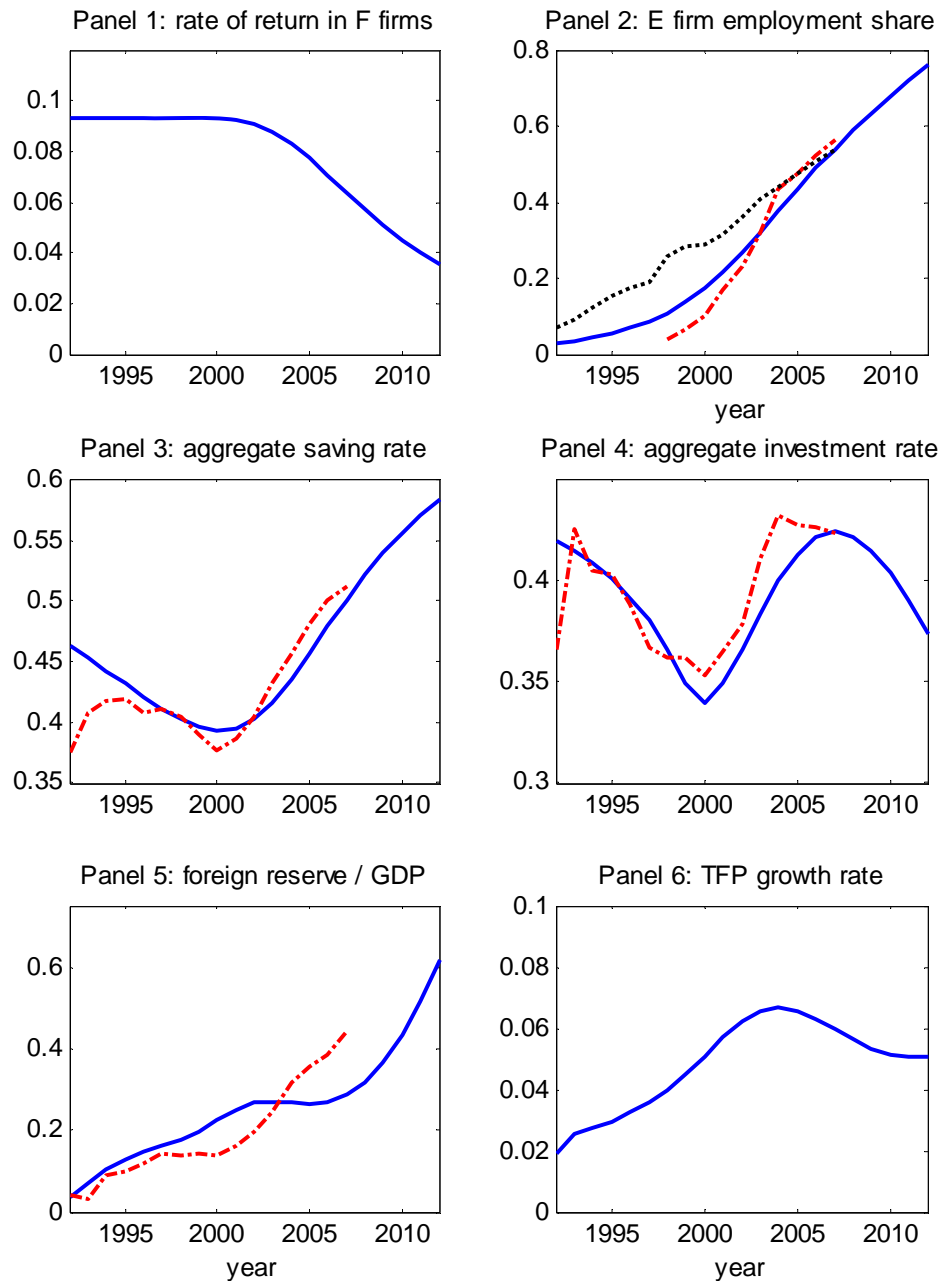 Panel 1: rate of return in F firms
0.1
0.08
0.06
0.04
0.02
0
1995 2000 2005 2010
Panel 2: E firm employment share
0.8
0.6
0.4
0.2
0
1995 2000 2005 2010
year
Panel 3: aggregate saving rate
0.6
0.55
0.5
0.45
0.4
0.35
1995 2000 2005 2010
Panel 4: aggregate investment rate
0.4
0.35
0.3
1995 2000 2005 2010
Panel 5: foreign reserve / GDP
0.6
0.4
0.2
0
1995 2000 2005 2010
year
Panel 6: TFP growth rate
0.1
0.08
0.06
0.04
0.02
0
1995 2000 2005 2010
year